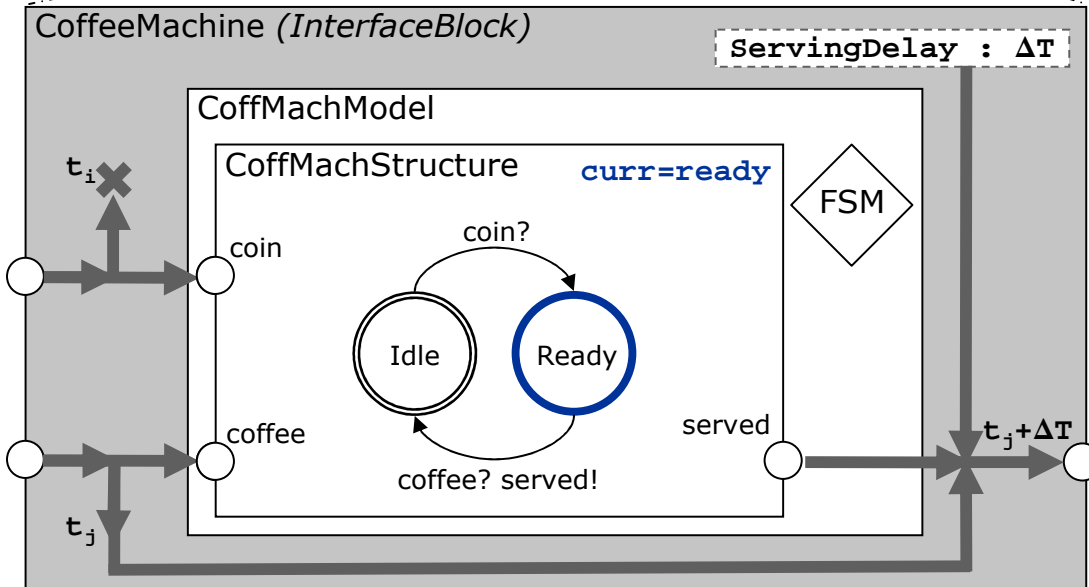 CoffeeMachine (InterfaceBlock)
ServingDelay : ΔT
CoffMachModel
CoffMachStructure
curr=ready
FSM
tᵢ
coin
coin?
Idle
Ready
coffee
served
coffee? served!
tⱼ+ΔT
tⱼ